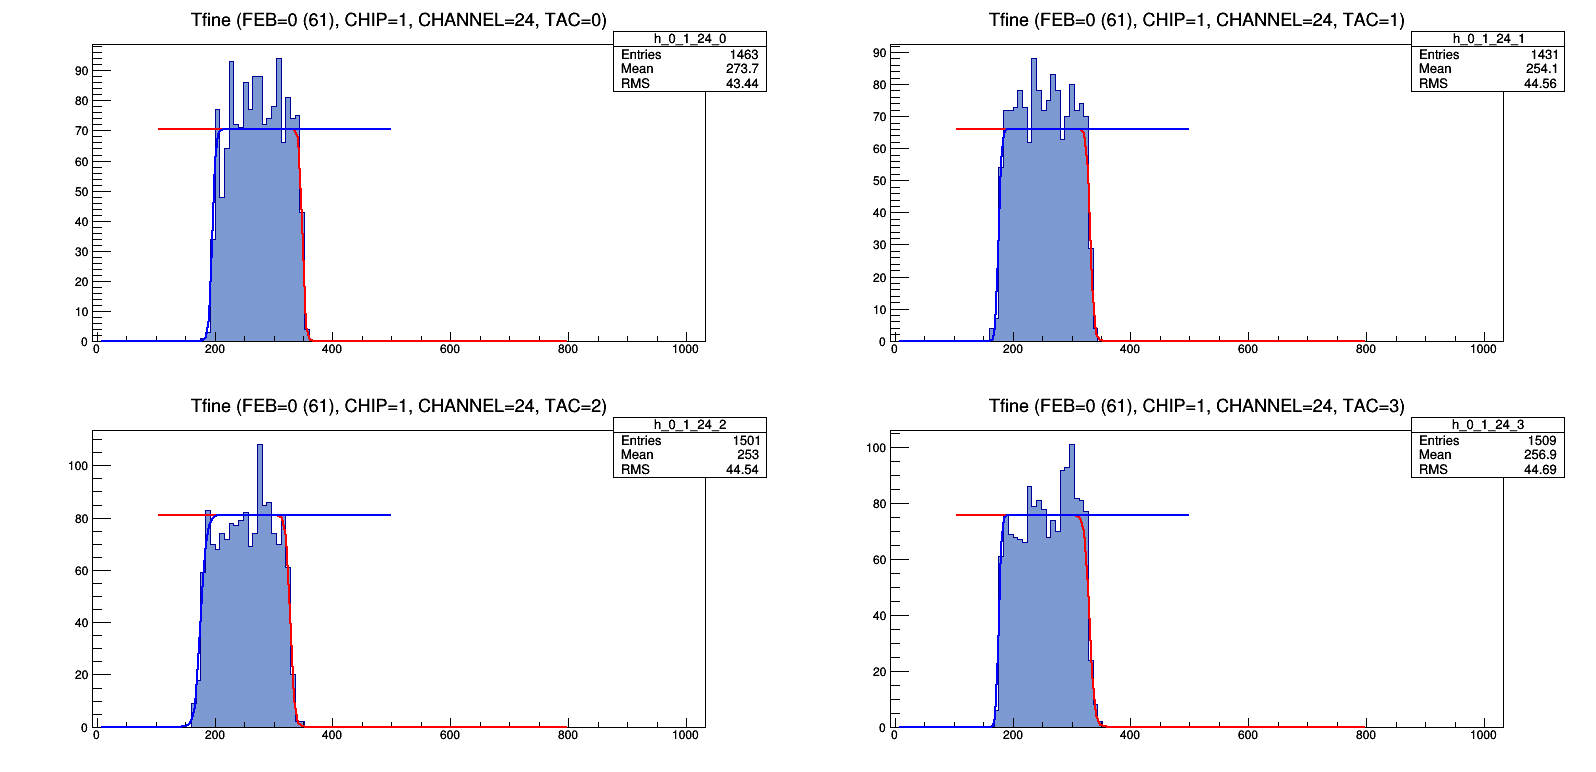 Tfine (FEB=0 (61), CHIP=1, CHANNEL=24, TAC=0)
h_0_1_24_0
Entries 1463
Mean 273.7
RMS 43.44
90
80
70
60
50
40
30
20
10
0
0 200 400 600 800 1000
Tfine (FEB=0 (61), CHIP=1, CHANNEL=24, TAC=1)
h_0_1_24_1
Entries 1431
Mean 254.1
RMS 44.56
90
80
70
60
50
40
30
20
10
0
0 200 400 600 800 1000
Tfine (FEB=0 (61), CHIP=1, CHANNEL=24, TAC=2)
h_0_1_24_2
Entries 1501
Mean 253
RMS 44.54
100
80
60
40
20
0
0 200 400 600 800 1000
Tfine (FEB=0 (61), CHIP=1, CHANNEL=24, TAC=3)
h_0_1_24_3
Entries 1509
Mean 256.9
RMS 44.69
100
80
60
40
20
0
0 200 400 600 800 1000